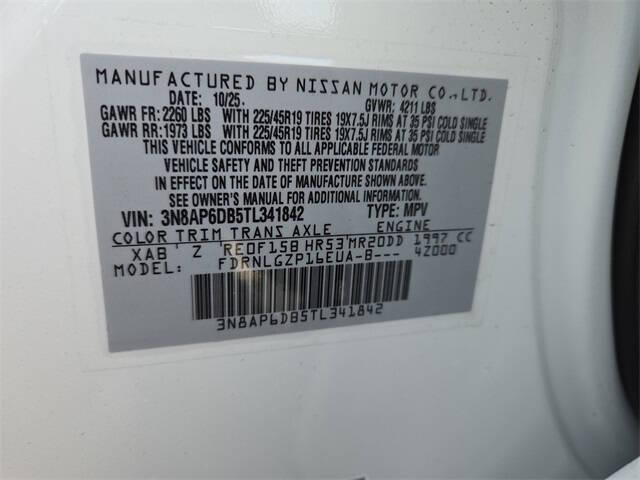 MANUFACTURED BY NISSAN MOTOR CO., LTD.
DATE: 10/25. GVWR: 4211 LBS
GAWR FR: 2260 LBS WITH 225/45R19 TIRES 19X7.5J RIMS AT 35 PSI COLD SINGLE
GAWR RR: 1973 LBS WITH 225/45R19 TIRES 19X7.5J RIMS AT 35 PSI COLD SINGLE
THIS VEHICLE CONFORMS TO ALL APPLICABLE FEDERAL MOTOR
VEHICLE SAFETY AND THEFT PREVENTION STANDARDS
IN EFFECT ON THE DATE OF MANUFACTURE SHOWN ABOVE.
SEE OWNER'S MANUAL FOR ADDITIONAL INFORMATION.
VIN: 3N8AP6DB5TL341842 TYPE: MPV
COLOR TRIM TRANS AXLE ENGINE
XAB ' Z ' RE0F15B HR53 ' MR20DD 1997 CC
MODEL: FDRNLGZP16EUA-B--- 4Z000
3N8AP6DB5TL341842